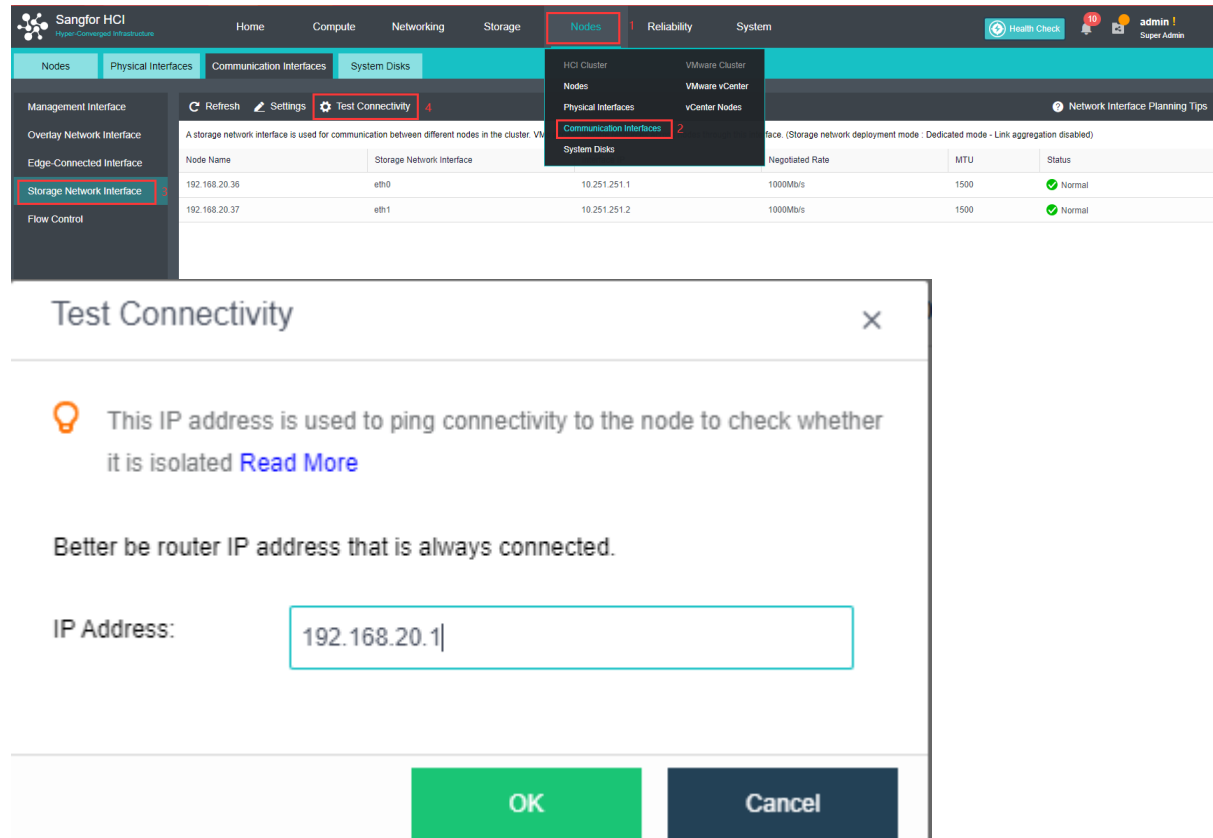 Sangfor HCI
Hyper-Converged Infrastructure
Home Compute Networking Storage Nodes 1 Reliability System
Health Check 10 admin !
Super Admin
Nodes Physical Interfaces Communication Interfaces System Disks
HCI Cluster VMware Cluster
Nodes VMware vCenter
Physical Interfaces vCenter Nodes
Communication Interfaces 2
System Disks
Management Interface
Overlay Network Interface
Edge-Connected Interface
Storage Network Interface 3
Flow Control
Refresh Settings Test Connectivity 4 Network Interface Planning Tips
A storage network interface is used for communication between different nodes in the cluster. VM face. (Storage network deployment mode : Dedicated mode - Link aggregation disabled)
Node Name Storage Network Interface Negotiated Rate MTU Status
192.168.20.36 eth0 10.251.251.1 1000Mb/s 1500 Normal
192.168.20.37 eth1 10.251.251.2 1000Mb/s 1500 Normal
Test Connectivity
This IP address is used to ping connectivity to the node to check whether
it is isolated Read More
Better be router IP address that is always connected.
IP Address: 192.168.20.1
OK Cancel